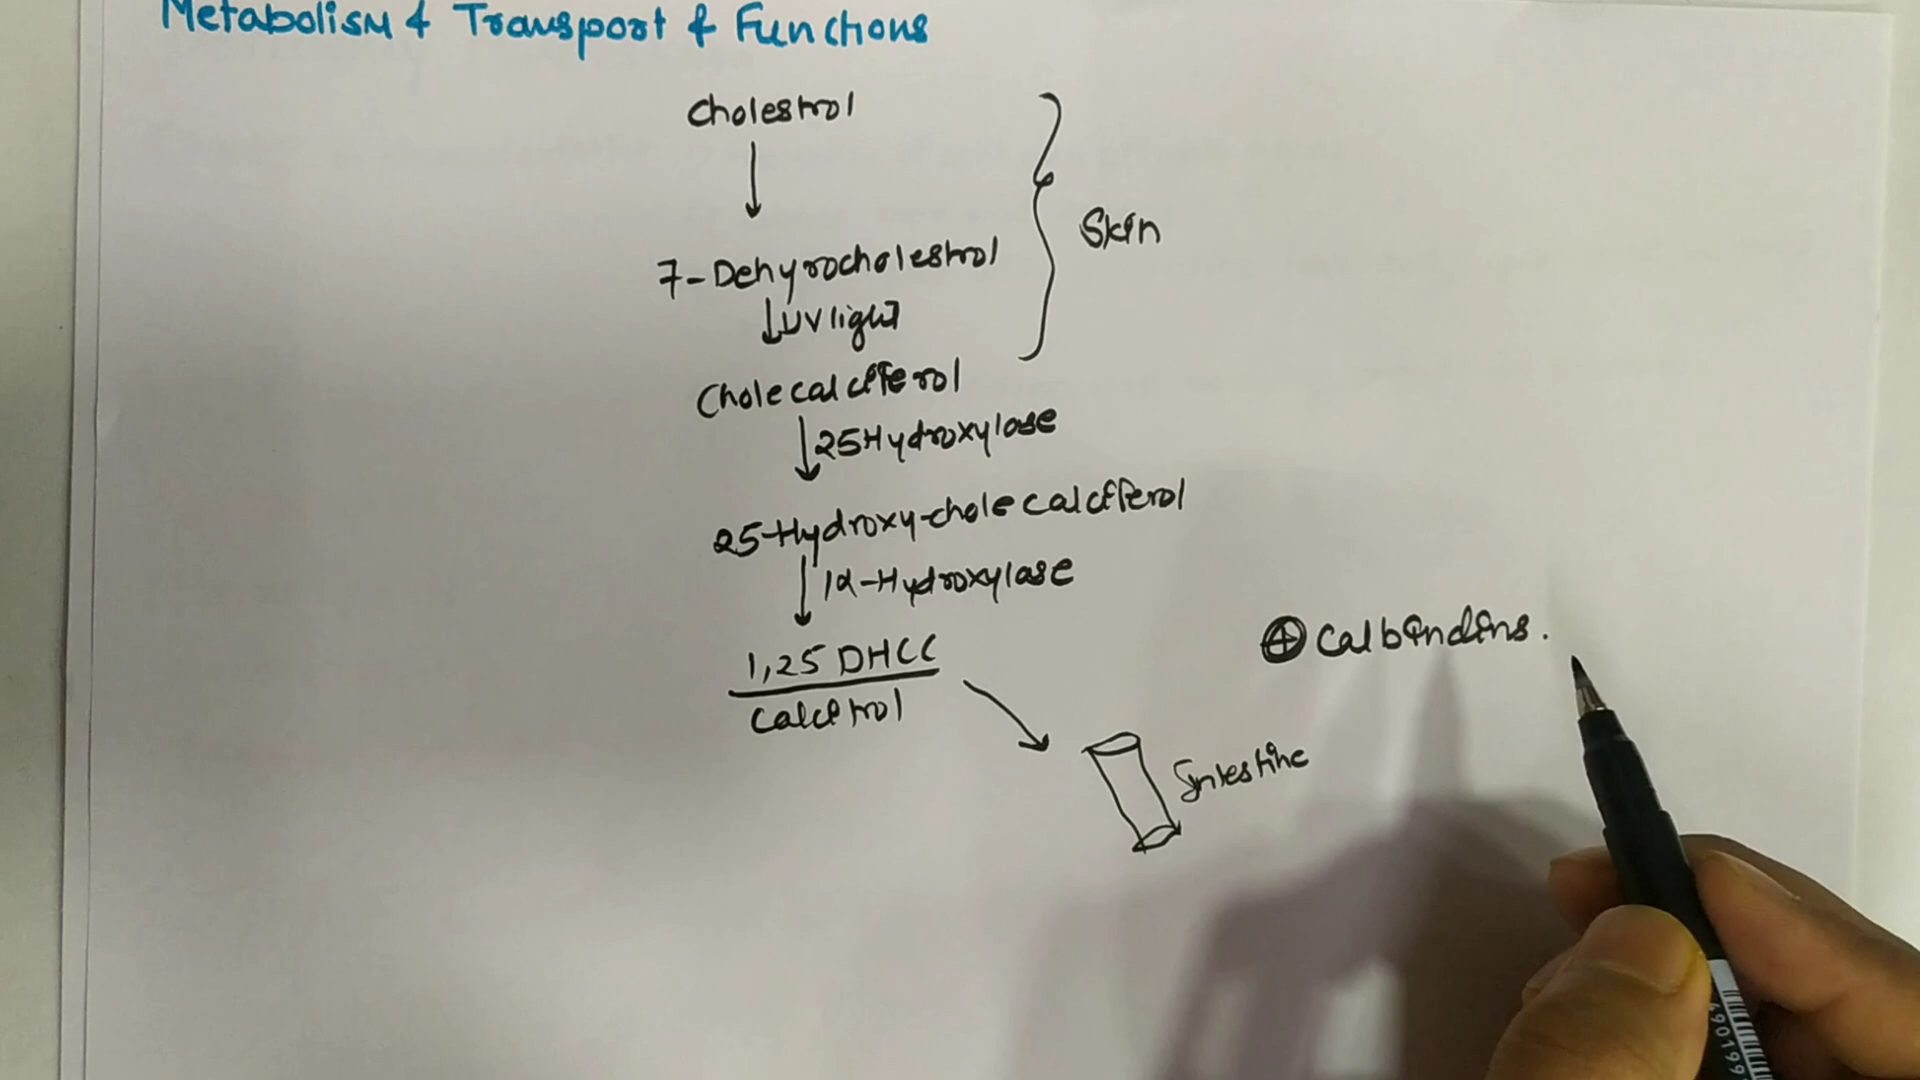 Metabolism & Transport & Functions
Cholestrol
7-Dehyrocholestrol
Skin
UV light
Cholecalciferol
25Hydroxylase
25-Hydroxy-cholecalciferol
1α-Hydroxylase
1,25 DHCC
Calcitrol
⊕ Calbindins.
Intestine